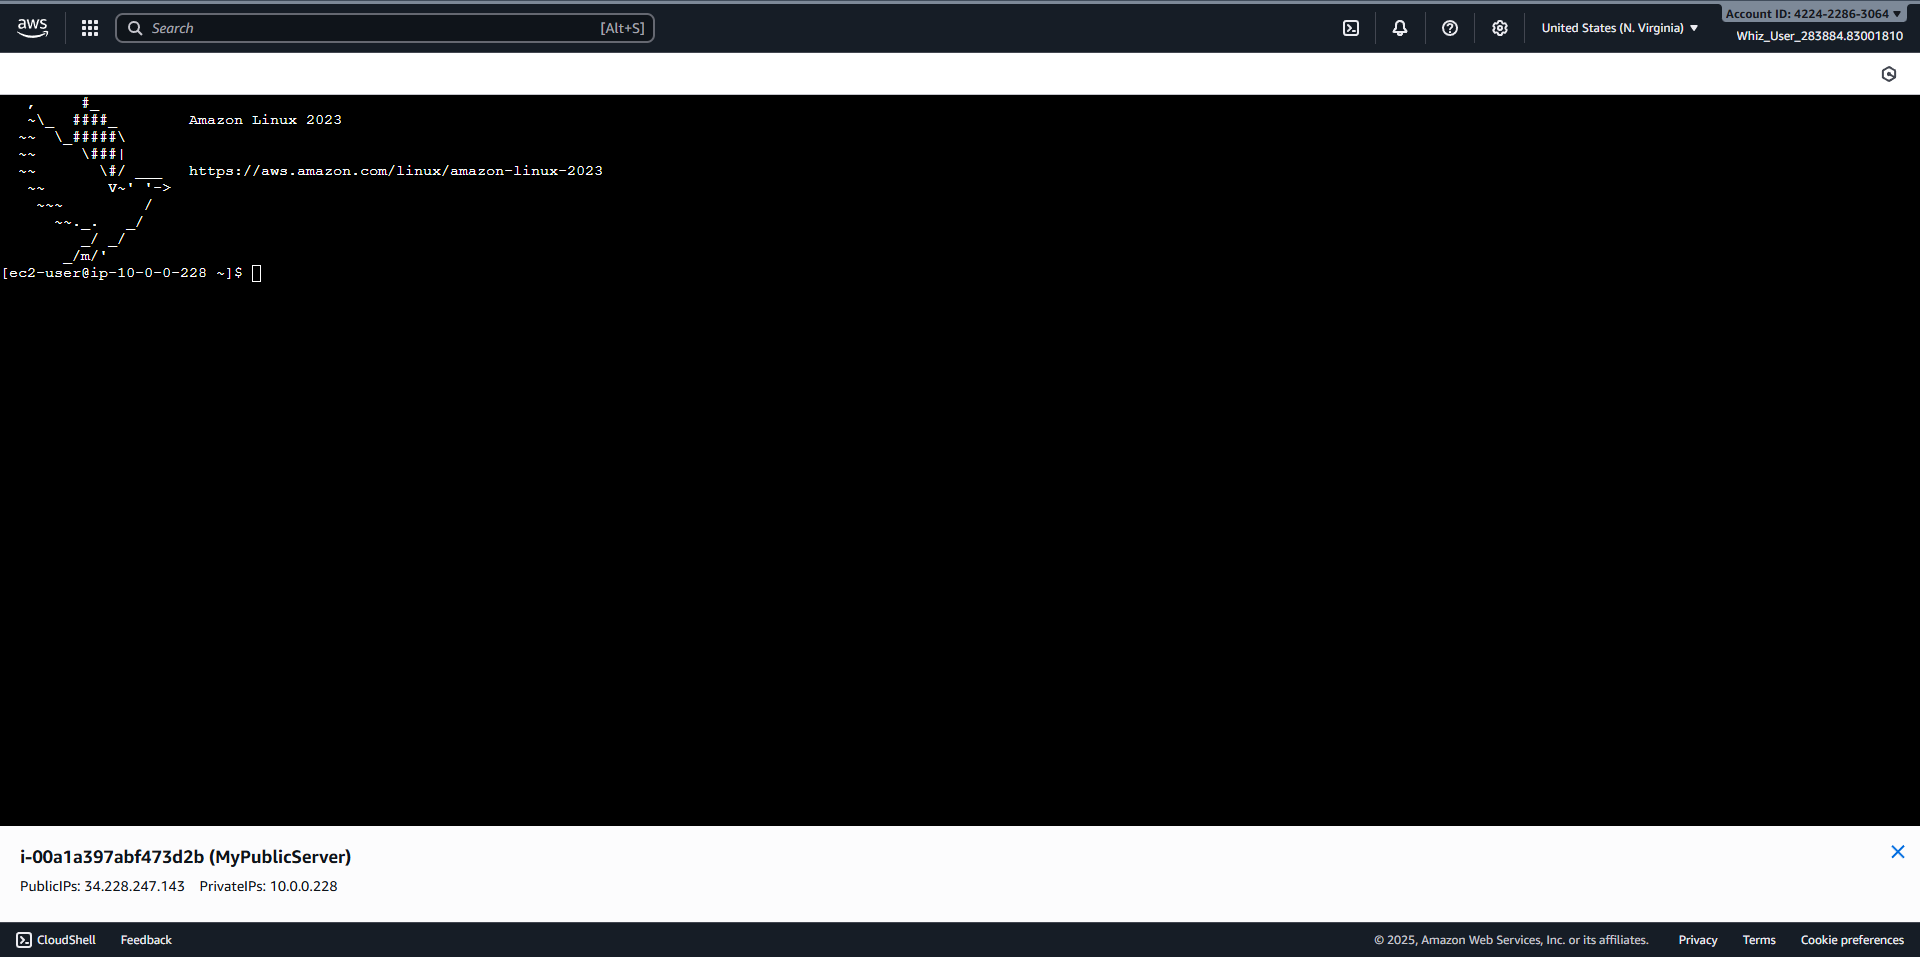 aws
Search [Alt+S]
United States (N. Virginia)
Account ID: 4224-2286-3064
Whiz_User_283884.83001810
   ,     #_
   ~\_  ####_        Amazon Linux 2023
  ~~  \_#####\
  ~~     \###|
  ~~       \#/ ___   https://aws.amazon.com/linux/amazon-linux-2023
   ~~       V~' '->
    ~~~         /
      ~~._.   _/
         _/ _/
       _/m/'
[ec2-user@ip-10-0-0-228 ~]$
i-00a1a397abf473d2b (MyPublicServer)
PublicIPs: 34.228.247.143 PrivateIPs: 10.0.0.228
CloudShell Feedback © 2025, Amazon Web Services, Inc. or its affiliates. Privacy Terms Cookie preferences